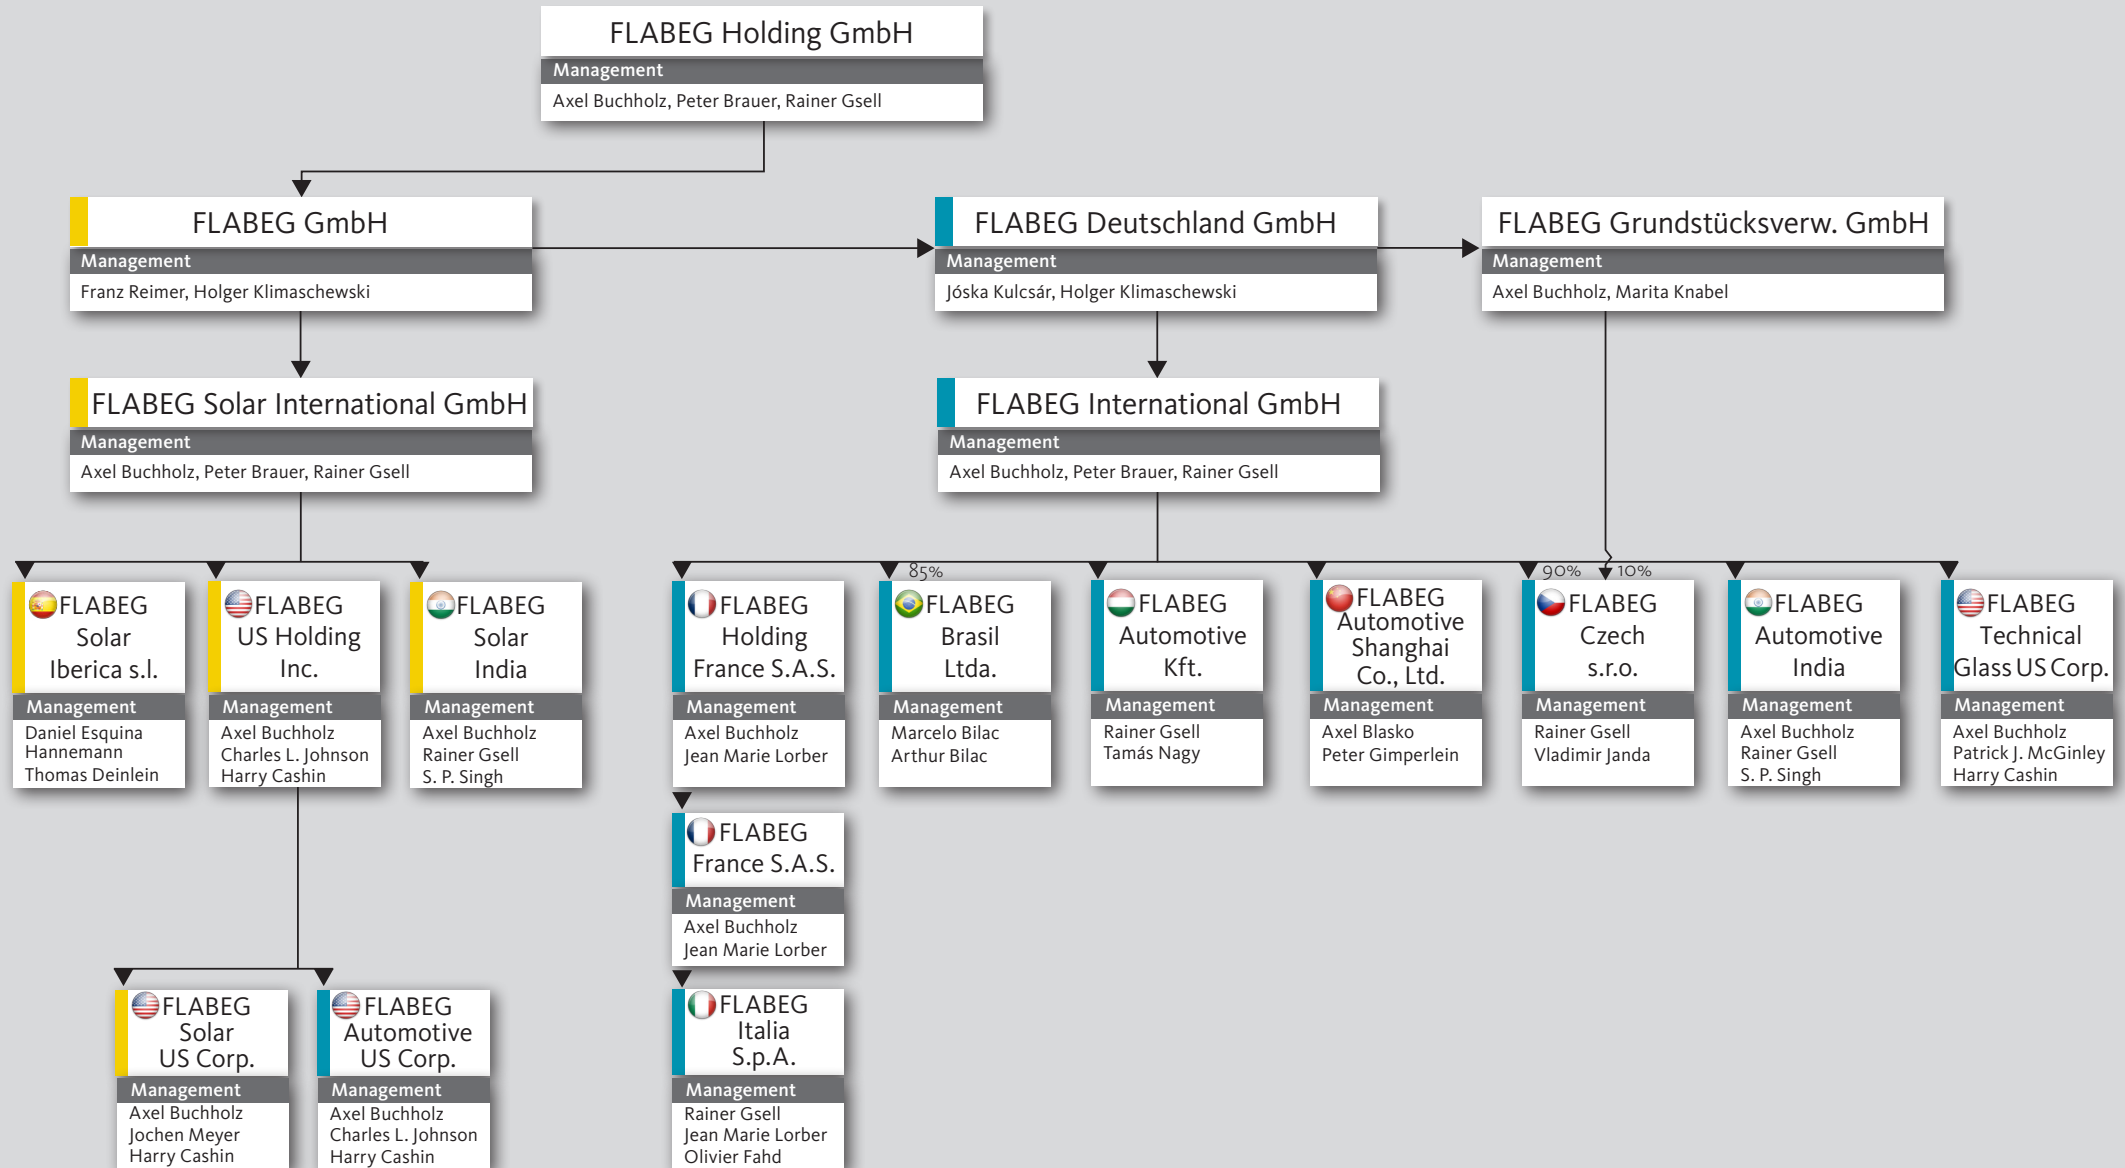 FLABEG Holding GmbH
Management
Axel Buchholz, Peter Brauer, Rainer Gsell
FLABEG GmbH
Management
Franz Reimer, Holger Klimaschewski
FLABEG Deutschland GmbH
Management
Jóska Kulcsár, Holger Klimaschewski
FLABEG Grundstücksverw. GmbH
Management
Axel Buchholz, Marita Knabel
FLABEG Solar International GmbH
Management
Axel Buchholz, Peter Brauer, Rainer Gsell
FLABEG International GmbH
Management
Axel Buchholz, Peter Brauer, Rainer Gsell
FLABEG
Solar
Iberica s.l.
Management
Daniel Esquina
Hannemann
Thomas Deinlein
FLABEG
US Holding
Inc.
Management
Axel Buchholz
Charles L. Johnson
Harry Cashin
FLABEG
Solar
India
Management
Axel Buchholz
Rainer Gsell
S. P. Singh
FLABEG
Holding
France S.A.S.
Management
Axel Buchholz
Jean Marie Lorber
85%
FLABEG
Brasil
Ltda.
Management
Marcelo Bilac
Arthur Bilac
FLABEG
Automotive
Kft.
Management
Rainer Gsell
Tamás Nagy
FLABEG
Automotive
Shanghai
Co., Ltd.
Management
Axel Blasko
Peter Gimperlein
90% 10%
FLABEG
Czech
s.r.o.
Management
Rainer Gsell
Vladimir Janda
FLABEG
Automotive
India
Management
Axel Buchholz
Rainer Gsell
S. P. Singh
FLABEG
Technical
Glass US Corp.
Management
Axel Buchholz
Patrick J. McGinley
Harry Cashin
FLABEG
France S.A.S.
Management
Axel Buchholz
Jean Marie Lorber
FLABEG
Solar
US Corp.
Management
Axel Buchholz
Jochen Meyer
Harry Cashin
FLABEG
Automotive
US Corp.
Management
Axel Buchholz
Charles L. Johnson
Harry Cashin
FLABEG
Italia
S.p.A.
Management
Rainer Gsell
Jean Marie Lorber
Olivier Fahd